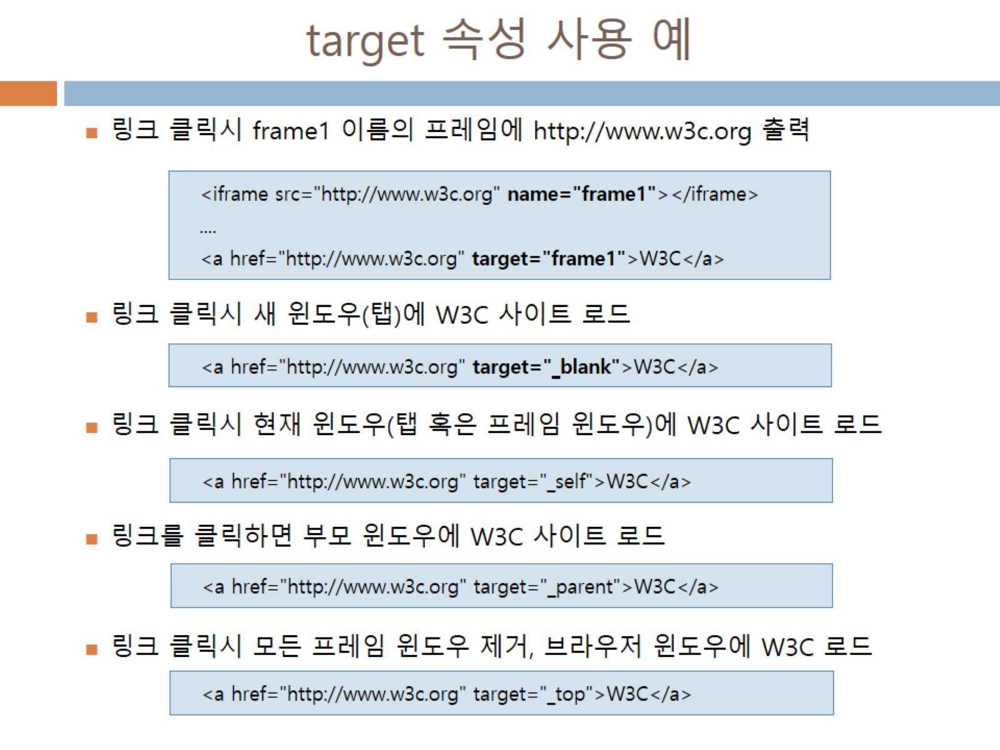 target 속성 사용 예
링크 클릭시 frame1 이름의 프레임에 http://www.w3c.org 출력
<iframe src="http://www.w3c.org" name="frame1"></iframe>
....
<a href="http://www.w3c.org" target="frame1">W3C</a>
링크 클릭시 새 윈도우(탭)에 W3C 사이트 로드
<a href="http://www.w3c.org" target="_blank">W3C</a>
링크 클릭시 현재 윈도우(탭 혹은 프레임 윈도우)에 W3C 사이트 로드
<a href="http://www.w3c.org" target="_self">W3C</a>
링크를 클릭하면 부모 윈도우에 W3C 사이트 로드
<a href="http://www.w3c.org" target="_parent">W3C</a>
링크 클릭시 모든 프레임 윈도우 제거, 브라우저 윈도우에 W3C 로드
<a href="http://www.w3c.org" target="_top">W3C</a>